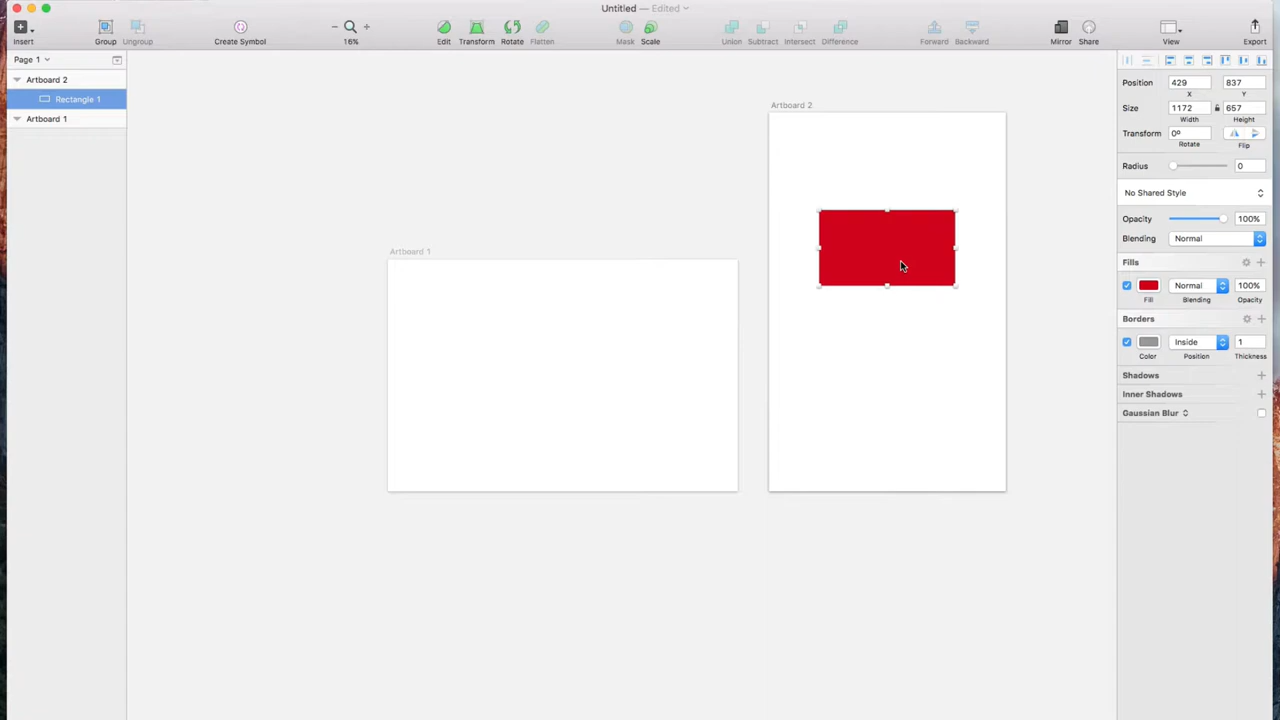 Untitled — Edited
Insert
Group
Ungroup
Create Symbol
16%
Edit
Transform
Rotate
Flatten
Mask
Scale
Union
Subtract
Intersect
Difference
Forward
Backward
Mirror
Share
View
Export
Page 1
Artboard 2
Rectangle 1
Artboard 1
Artboard 1
Artboard 2
Position 429 837
X Y
Size 1172 657
Width Height
Transform 0º
Rotate Flip
Radius 0
No Shared Style
Opacity 100%
Blending Normal
Fills
Normal 100%
Fill Blending Opacity
Borders
Inside 1
Color Position Thickness
Shadows
Inner Shadows
Gaussian Blur